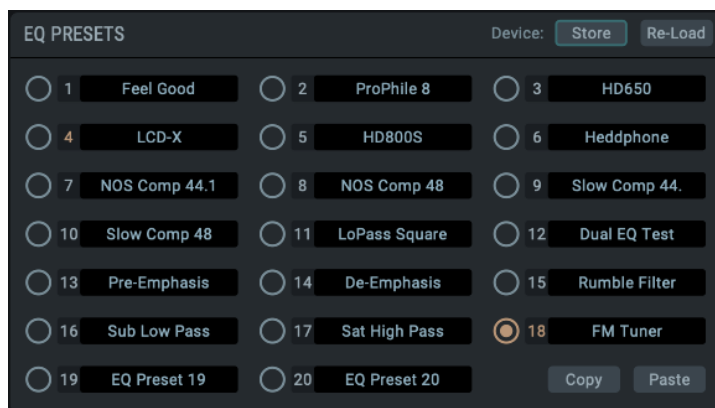 EQ PRESETS Device: Store Re-Load
1 Feel Good 2 ProPhile 8 3 HD650
4 LCD-X 5 HD800S 6 Heddphone
7 NOS Comp 44.1 8 NOS Comp 48 9 Slow Comp 44.
10 Slow Comp 48 11 LoPass Square 12 Dual EQ Test
13 Pre-Emphasis 14 De-Emphasis 15 Rumble Filter
16 Sub Low Pass 17 Sat High Pass 18 FM Tuner
19 EQ Preset 19 20 EQ Preset 20 Copy Paste